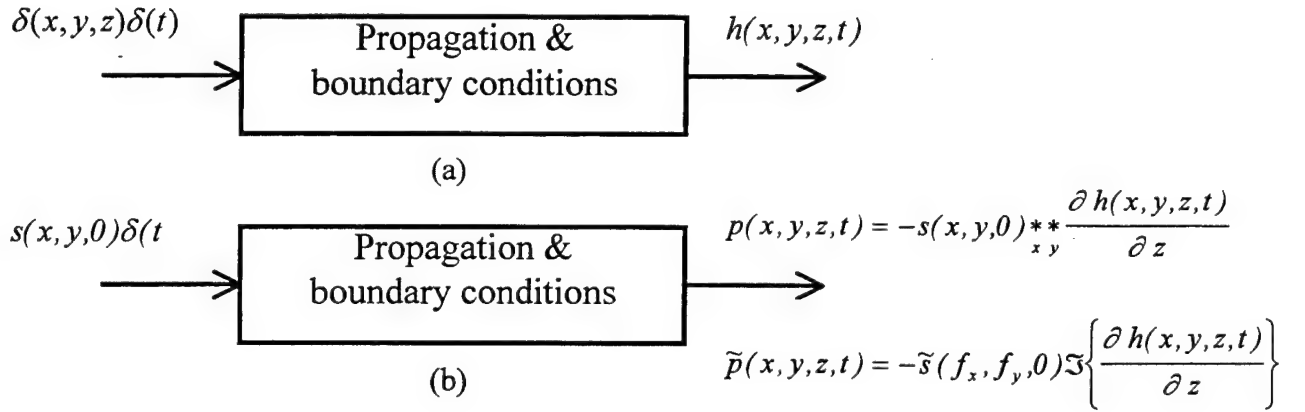 δ(x,y,z)δ(t)
Propagation &
boundary conditions
h(x,y,z,t)
(a)
s(x,y,0)δ(t
Propagation &
boundary conditions
p(x,y,z,t) = -s(x,y,0) *x *y ∂h(x,y,z,t)/∂z
(b)
p̃(x,y,z,t) = -s̃(f_x,f_y,0)ℑ{∂h(x,y,z,t)/∂z}